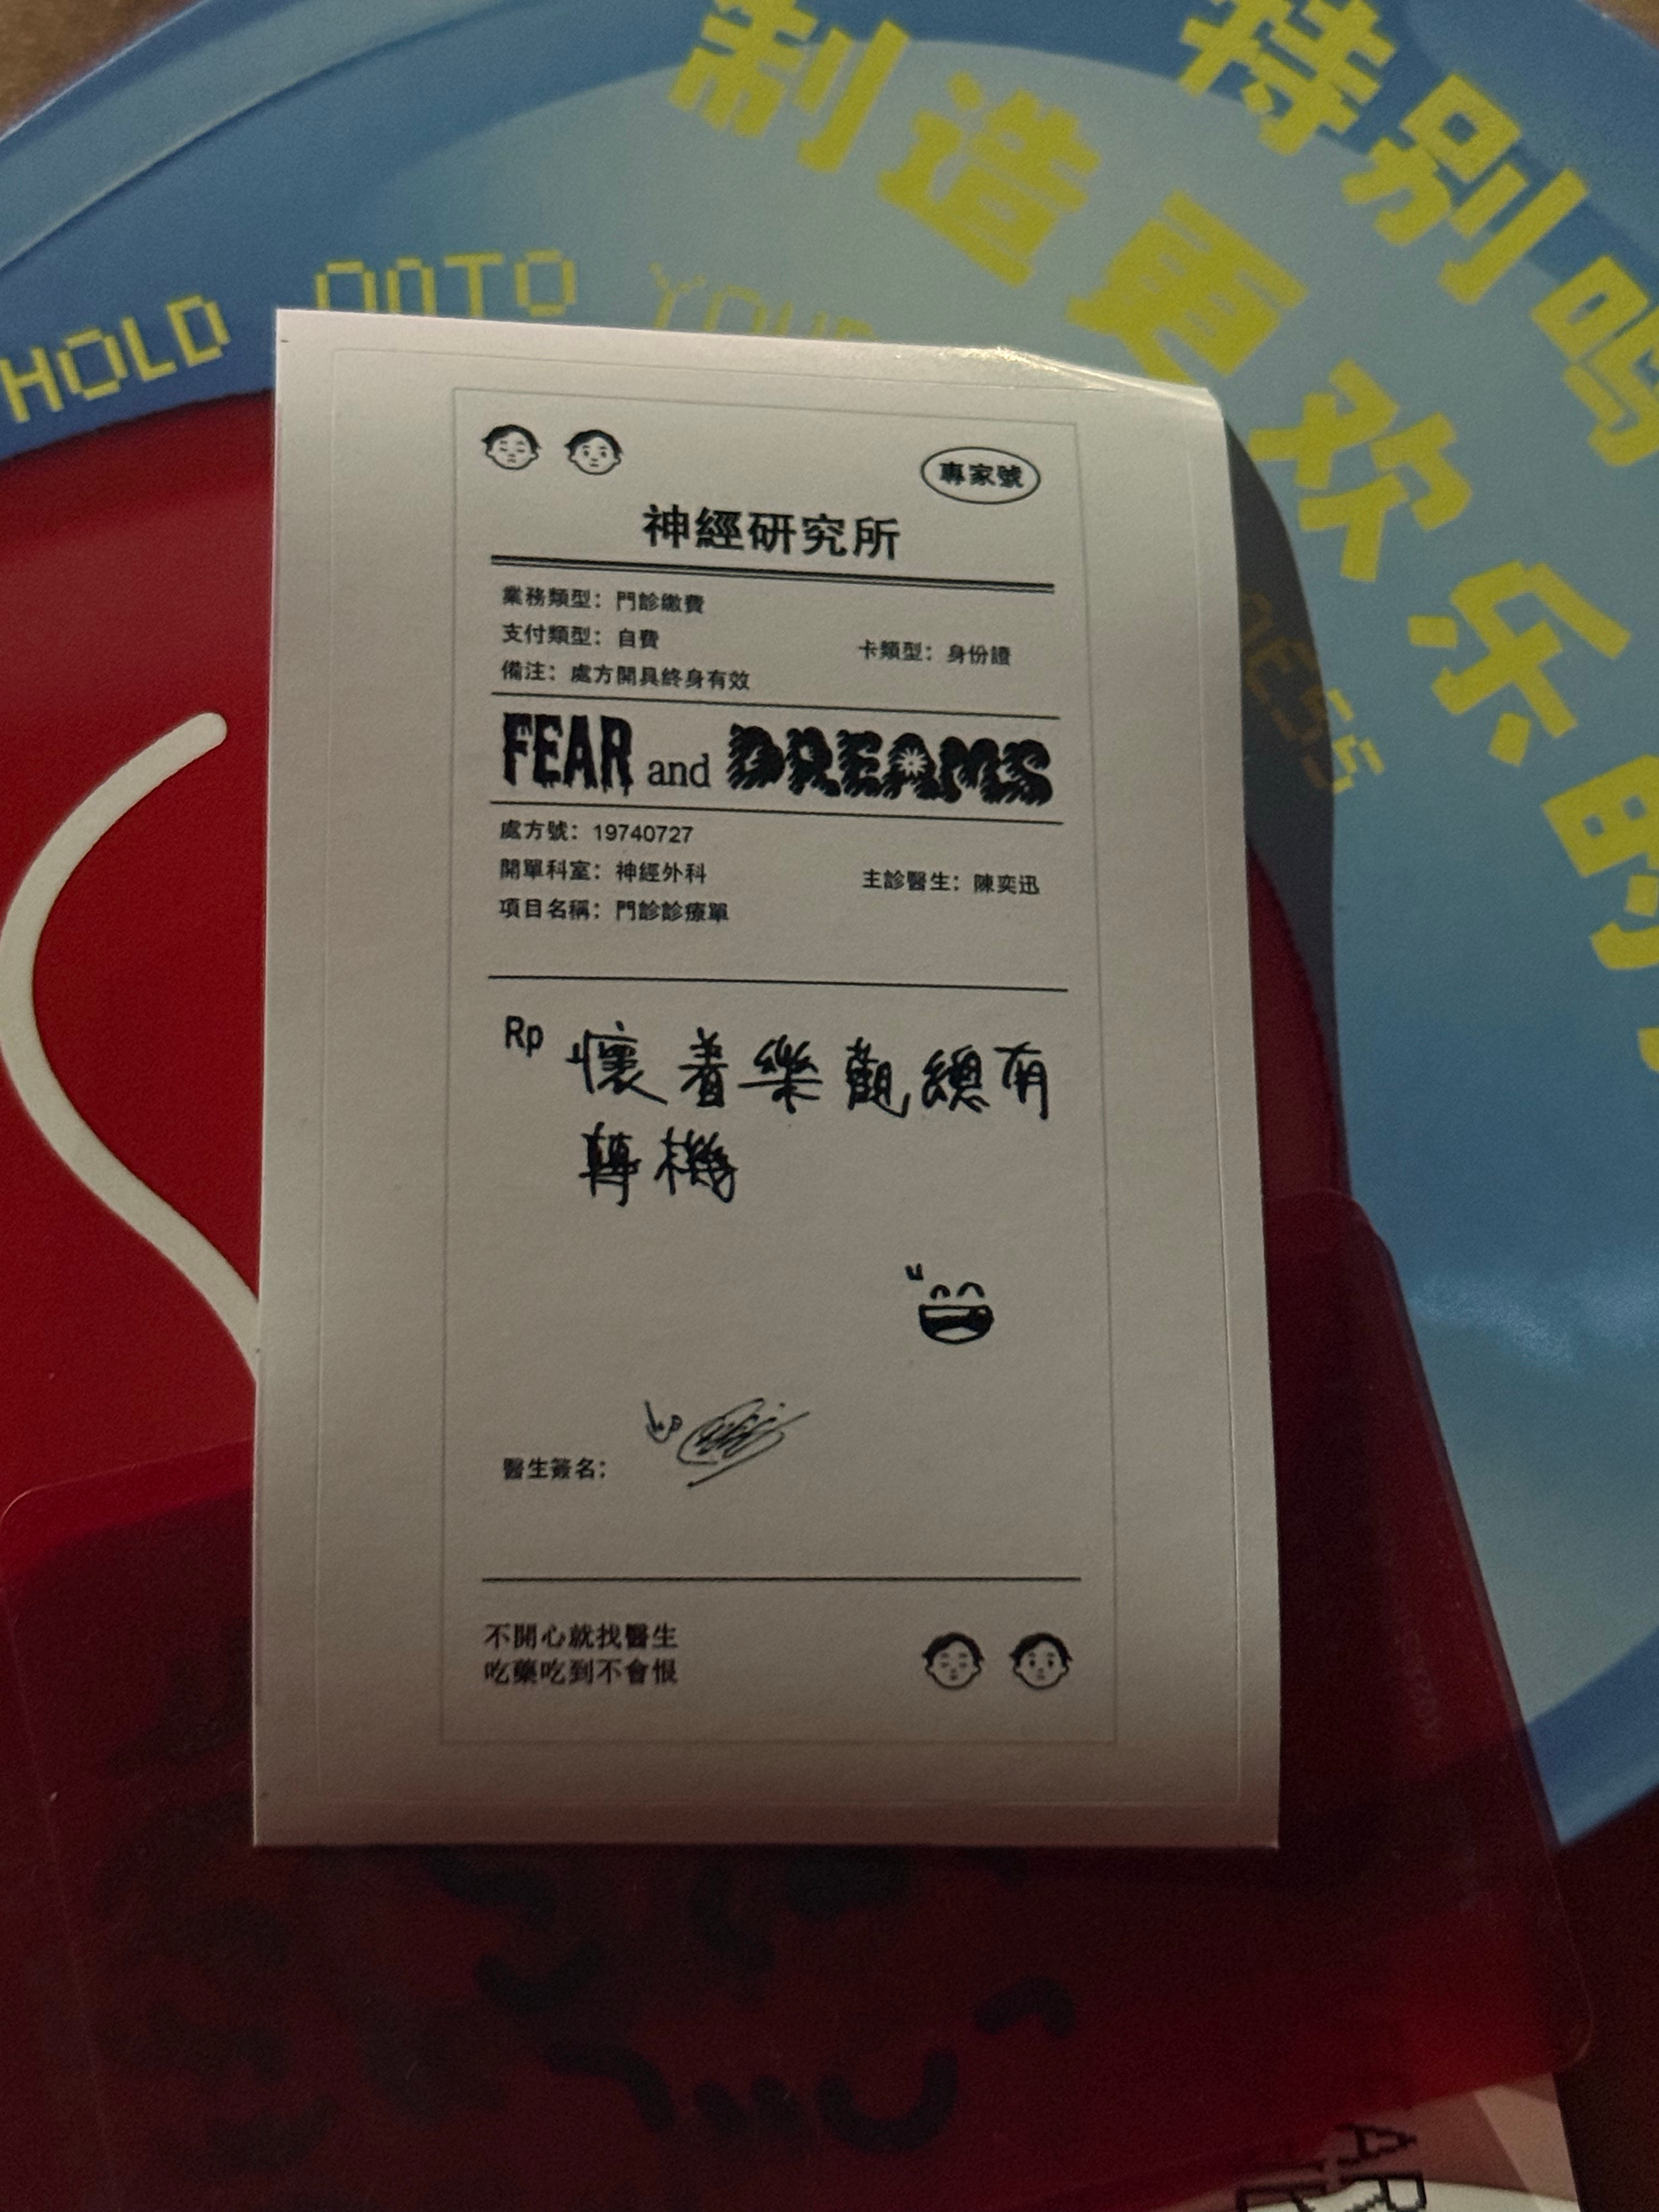 特别吗
制造更欢乐的
HOLD ONTO YOUR
專家號
神經研究所
業務類型：門診繳費
支付類型：自費
卡類型：身份證
備注：處方開具終身有效
FEAR and DREAMS
處方號：19740727
開單科室：神經外科
主診醫生：陳奕迅
項目名稱：門診診療單
Rp 懷着樂觀總有
轉機
醫生簽名：
不開心就找醫生
吃藥吃到不會恨